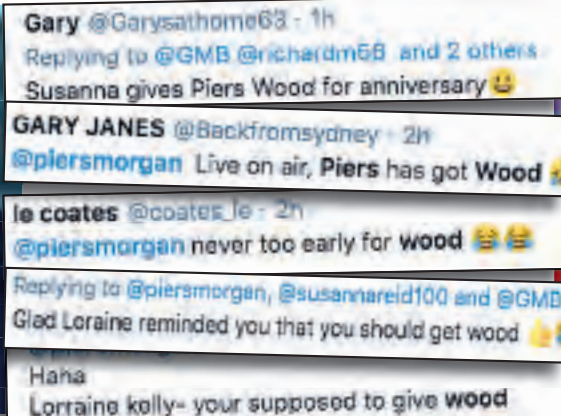 Gary @Garysathome63 - 1h
Replying to @GMB @richardm56 and 2 others
Susanna gives Piers Wood for anniversary 😃
GARY JANES @Backfromsydney · 2h
@piersmorgan Live on air, Piers has got Wood
le coates @coates_le · 2h
@piersmorgan never too early for wood 😂 😂
Replying to @piersmorgan, @susannareid100 and @GMB
Glad Loraine reminded you that you should get wood 👍
Haha
Lorraine kelly- your supposed to give wood